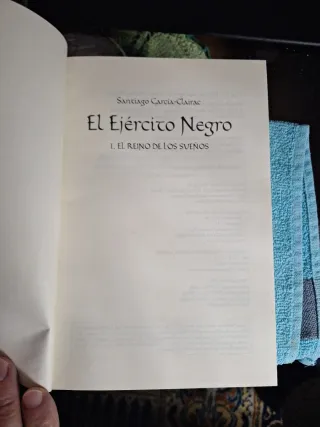 Santiago García-Clairac
El Ejército Negro
I. EL REINO DE LOS SUEÑOS